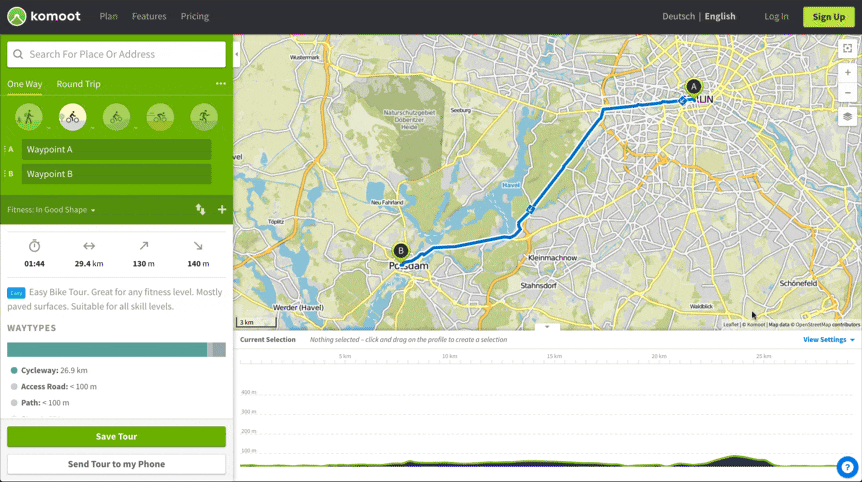 komoot
Plan Features Pricing
Deutsch | English
Log In
Sign Up
Search For Place Or Address
One Way Round Trip
A Waypoint A
B Waypoint B
Fitness: In Good Shape
01:44 29.4 km 130 m 140 m
Easy Easy Bike Tour. Great for any fitness level. Mostly
paved surfaces. Suitable for all skill levels.
WAYTYPES
Cycleway: 26.9 km
Access Road: < 100 m
Path: < 100 m
Save Tour
Send Tour to my Phone
Wustermark
Naturschutzgebiet
Döberitzer
Heide
Seeburg
A
LIN
Havel
Neu Fahrland
Töplitz
B
Potsdam
Kleinmachnow
Stahnsdorf
Schönefeld
Werder (Havel)
Waldblick
3 km
Leaflet | © Komoot | Map data © OpenStreetMap contributors
Current Selection Nothing selected – click and drag on the profile to create a selection View Settings
5 km 10 km 15 km 20 km 25 km
400 m
300 m
200 m
100 m
?